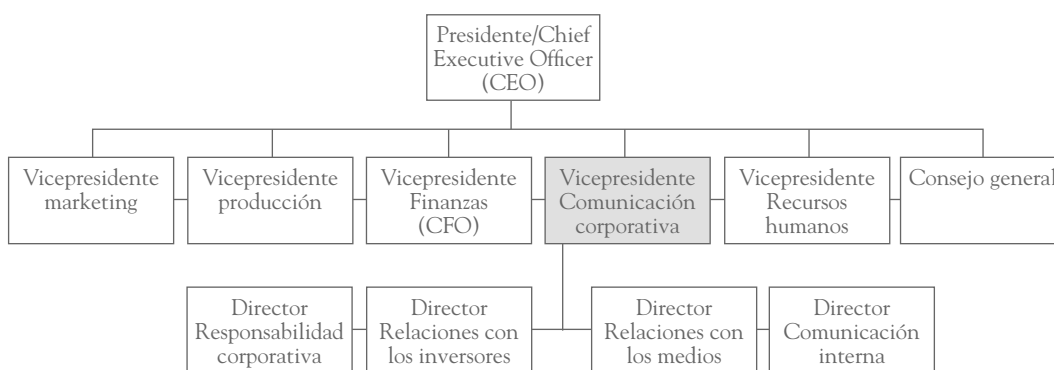 Presidente/Chief
Executive Officer
(CEO)
Vicepresidente
marketing
Vicepresidente
producción
Vicepresidente
Finanzas
(CFO)
Vicepresidente
Comunicación
corporativa
Vicepresidente
Recursos
humanos
Consejo general
Director
Responsabilidad
corporativa
Director
Relaciones con
los inversores
Director
Relaciones con
los medios
Director
Comunicación
interna